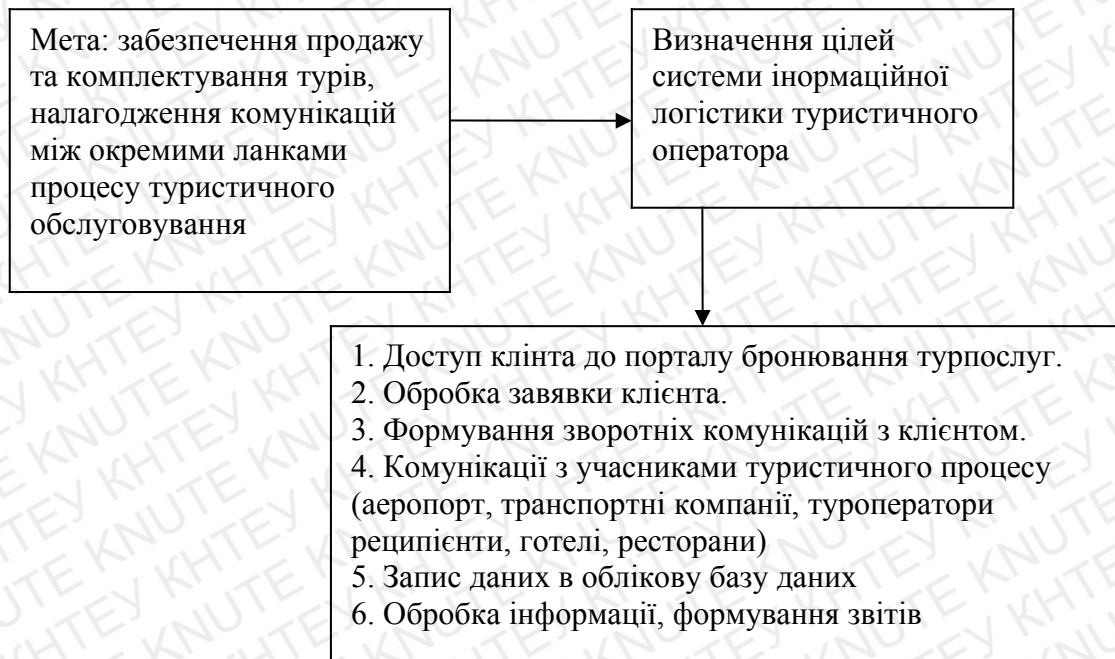 Мета: забезпечення продажу
та комплектування турів,
налагодження комунікацій
між окремими ланками
процесу туристичного
обслуговування
Визначення цілей
системи інормаційної
логістики туристичного
оператора
1. Доступ клінта до порталу бронювання турпослуг.
2. Обробка завявки клієнта.
3. Формування зворотніх комунікацій з клієнтом.
4. Комунікації з учасниками туристичного процесу
(аеропорт, транспортні компанії, туроператори
реципієнти, готелі, ресторани)
5. Запис даних в облікову базу даних
6. Обробка інформації, формування звітів